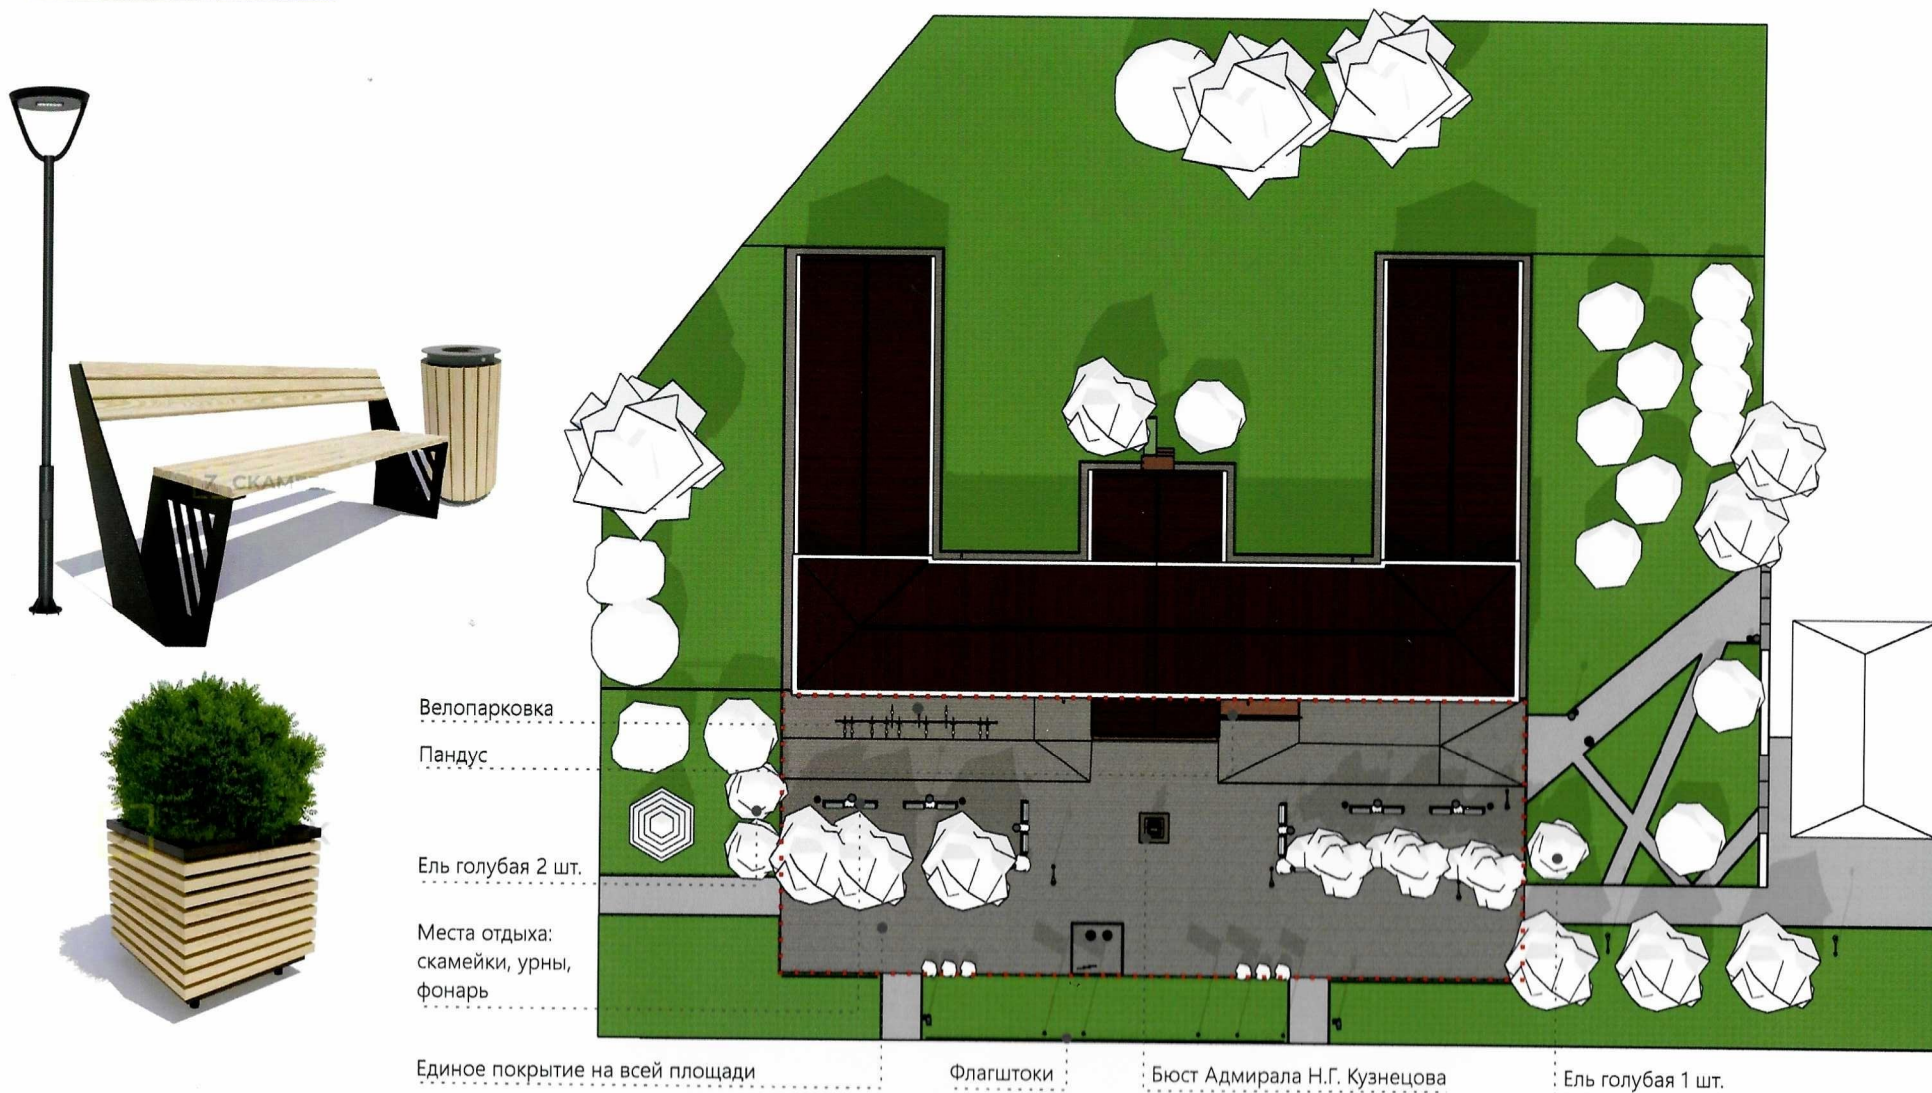 Велопарковка
Пандус
Ель голубая 2 шт.
Места отдыха:
скамейки, урны,
фонарь
Единое покрытие на всей площади
Флагштоки
Бюст Адмирала Н.Г. Кузнецова
Ель голубая 1 шт.